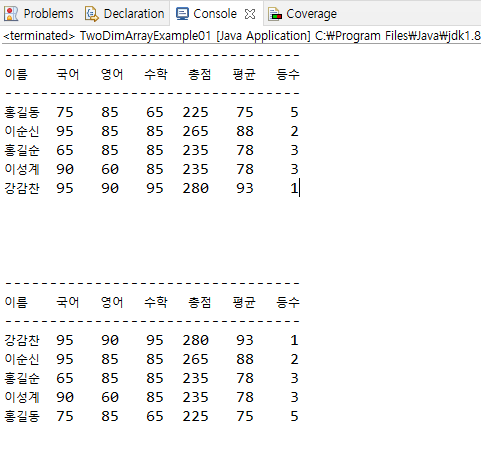 Problems Declaration Console Coverage
<terminated> TwoDimArrayExample01 [Java Application] C:₩Program Files₩Java₩jdk1.8
---------------------------------
이름 국어 영어 수학 총점 평균 등수
---------------------------------
홍길동 75 85 65 225 75 5
이순신 95 85 85 265 88 2
홍길순 65 85 85 235 78 3
이성계 90 60 85 235 78 3
강감찬 95 90 95 280 93 1
---------------------------------
이름 국어 영어 수학 총점 평균 등수
---------------------------------
강감찬 95 90 95 280 93 1
이순신 95 85 85 265 88 2
홍길순 65 85 85 235 78 3
이성계 90 60 85 235 78 3
홍길동 75 85 65 225 75 5